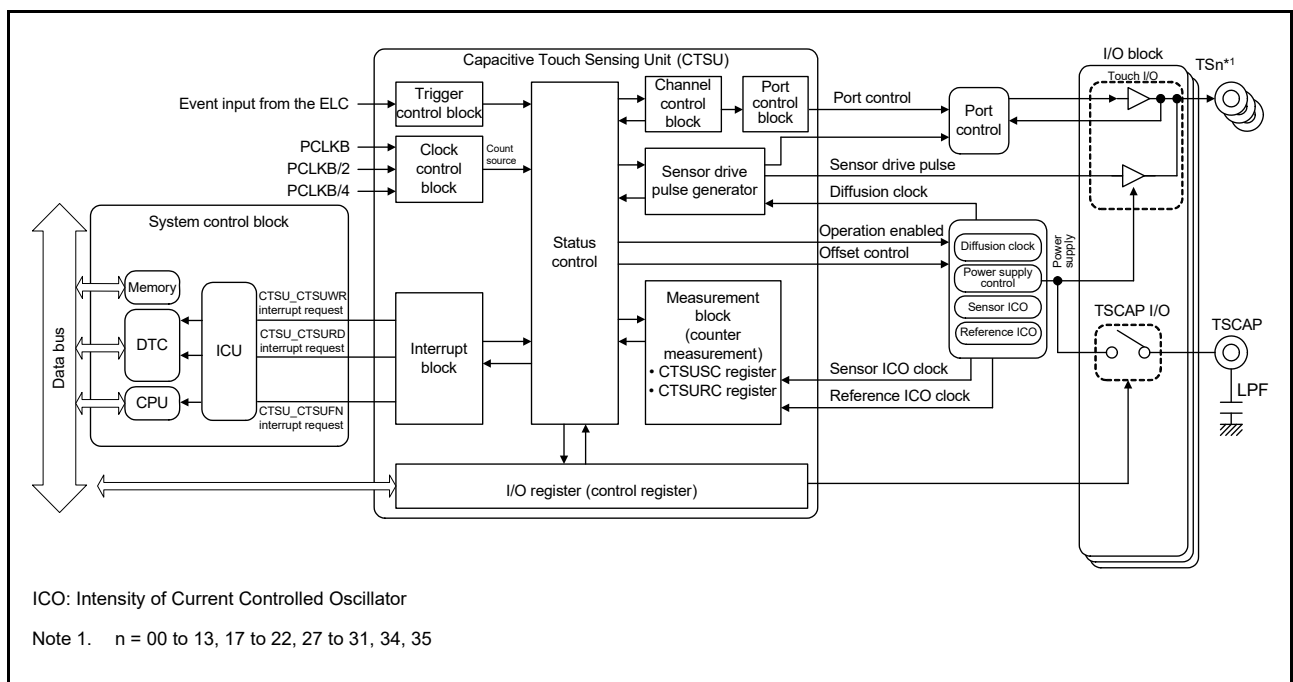 Capacitive Touch Sensing Unit (CTSU)
I/O block
TSn*1
Touch I/O
Event input from the ELC
Trigger
control block
Channel
control
block
Port
control
block
Port control
Port
control
PCLKB
PCLKB/2
PCLKB/4
Clock
control
block
Count
source
Sensor drive
pulse generator
Sensor drive pulse
Diffusion clock
System control block
Status
control
Operation enabled
Offset control
Diffusion clock
Power supply
control
Sensor ICO
Reference ICO
Power
supply
Data bus
Memory
DTC
CPU
ICU
CTSU_CTSUWR
interrupt request
CTSU_CTSURD
interrupt request
CTSU_CTSUFN
interrupt request
Interrupt
block
Measurement
block
(counter
measurement)
• CTSUSC register
• CTSURC register
Sensor ICO clock
Reference ICO clock
TSCAP I/O
TSCAP
LPF
I/O register (control register)
ICO: Intensity of Current Controlled Oscillator
Note 1. n = 00 to 13, 17 to 22, 27 to 31, 34, 35